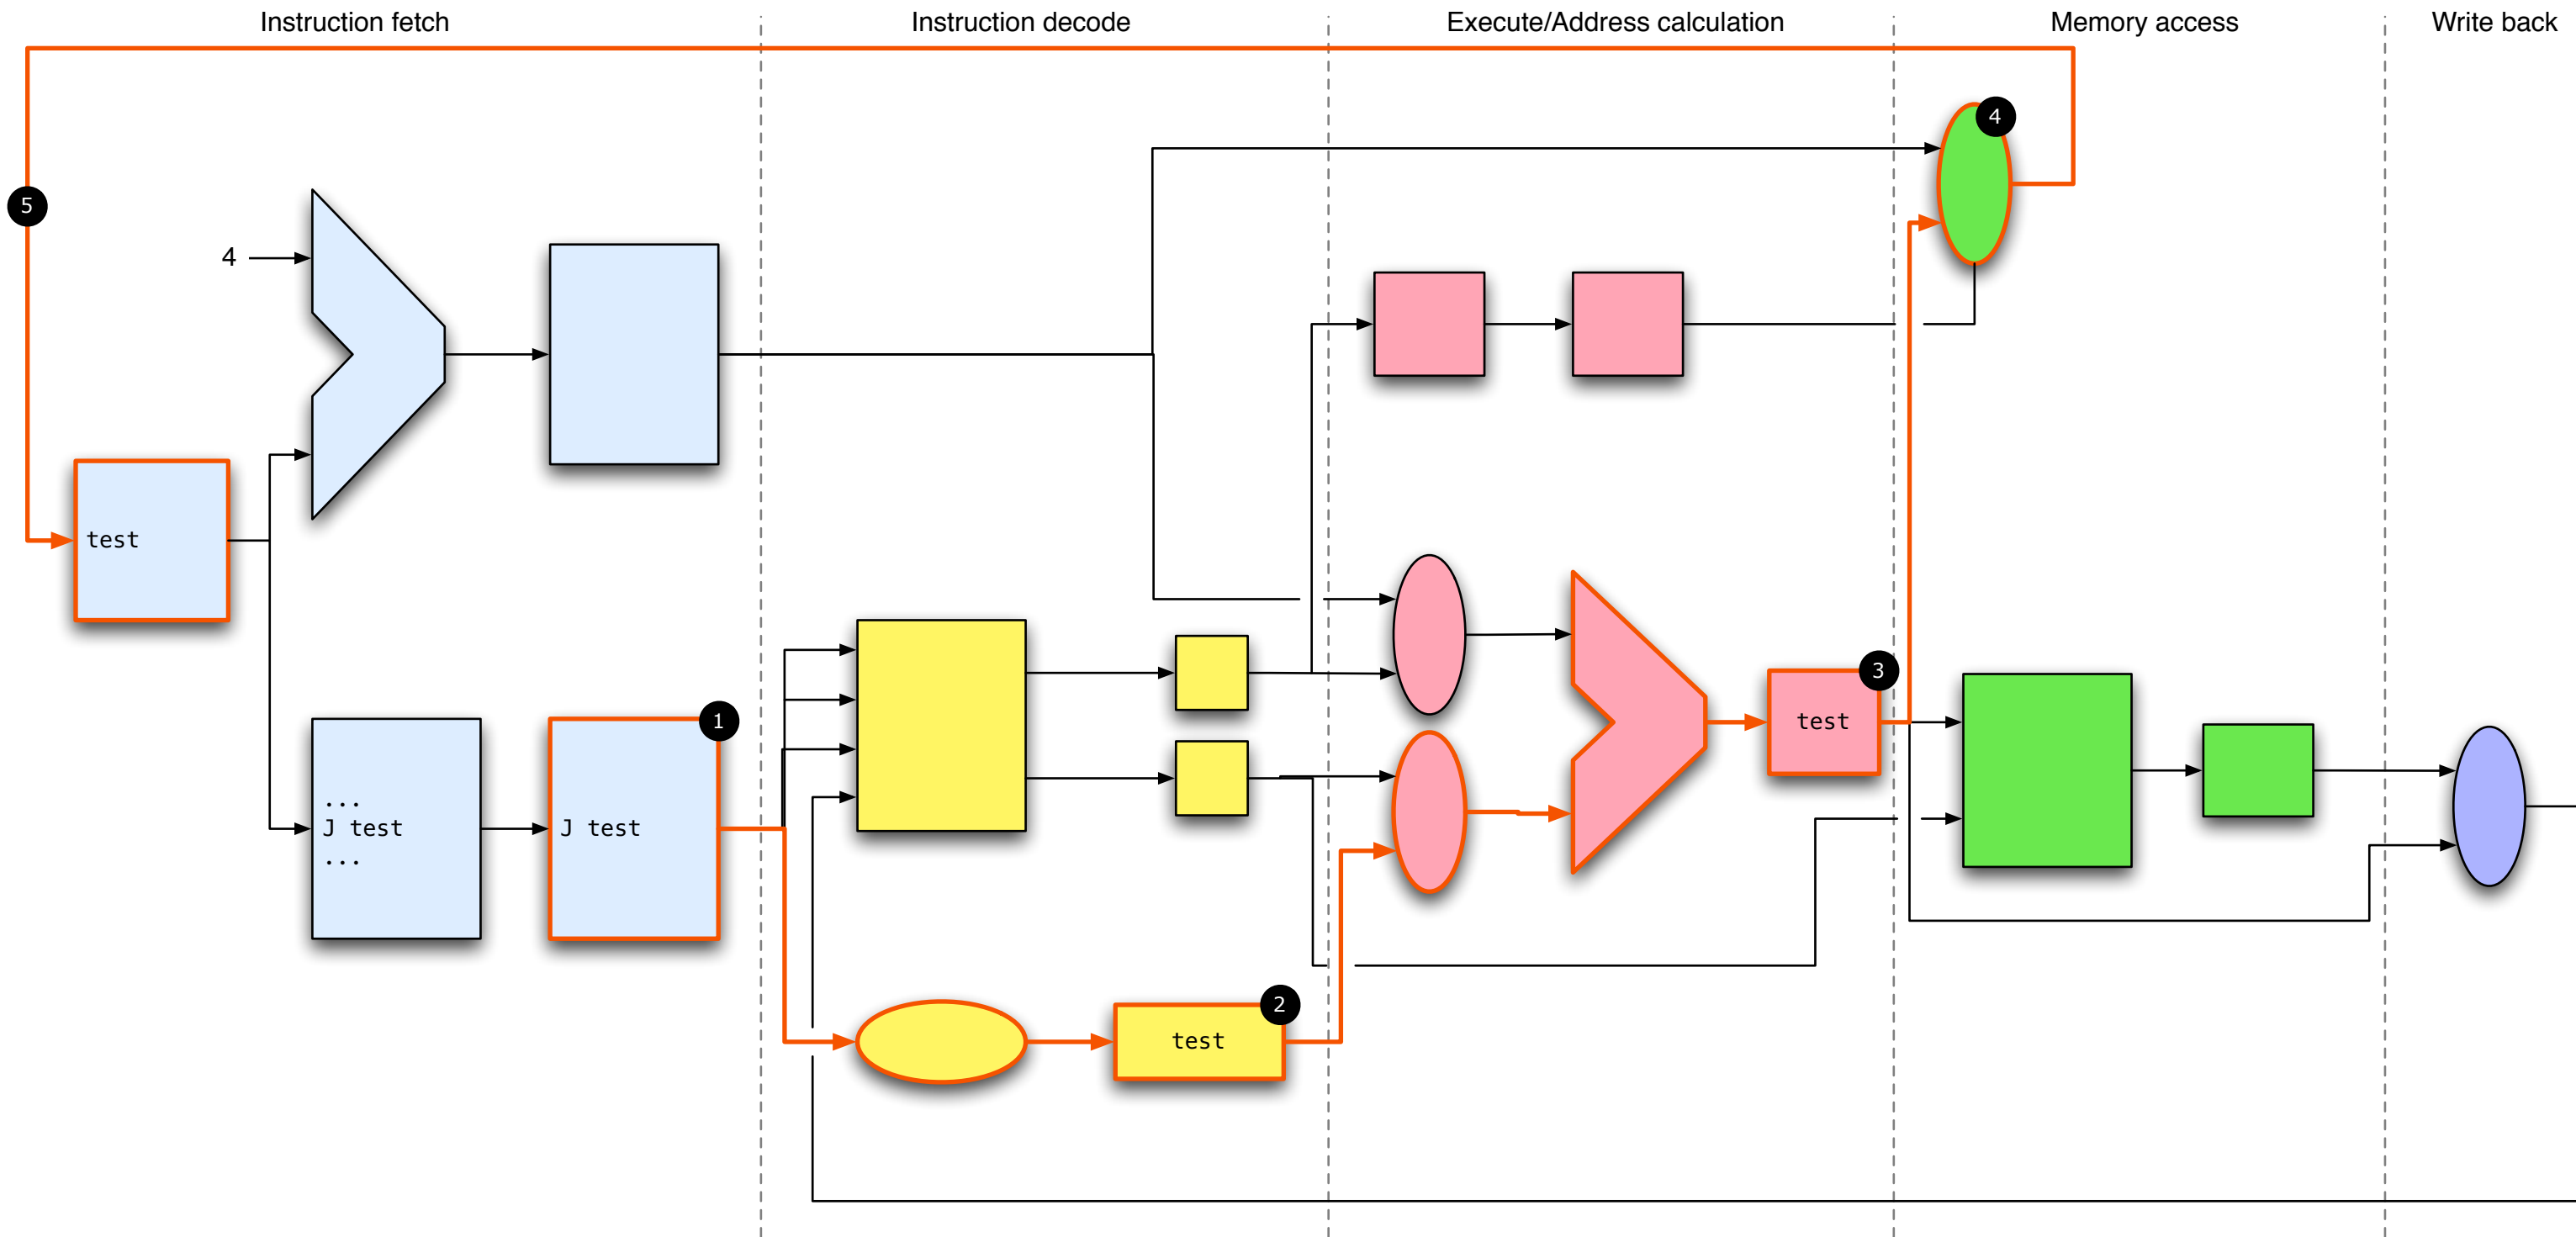 Instruction fetch
Instruction decode
Execute/Address calculation
Memory access
Write back
4
5
4
test
3
test
1
...
J test
...
J test
2
test